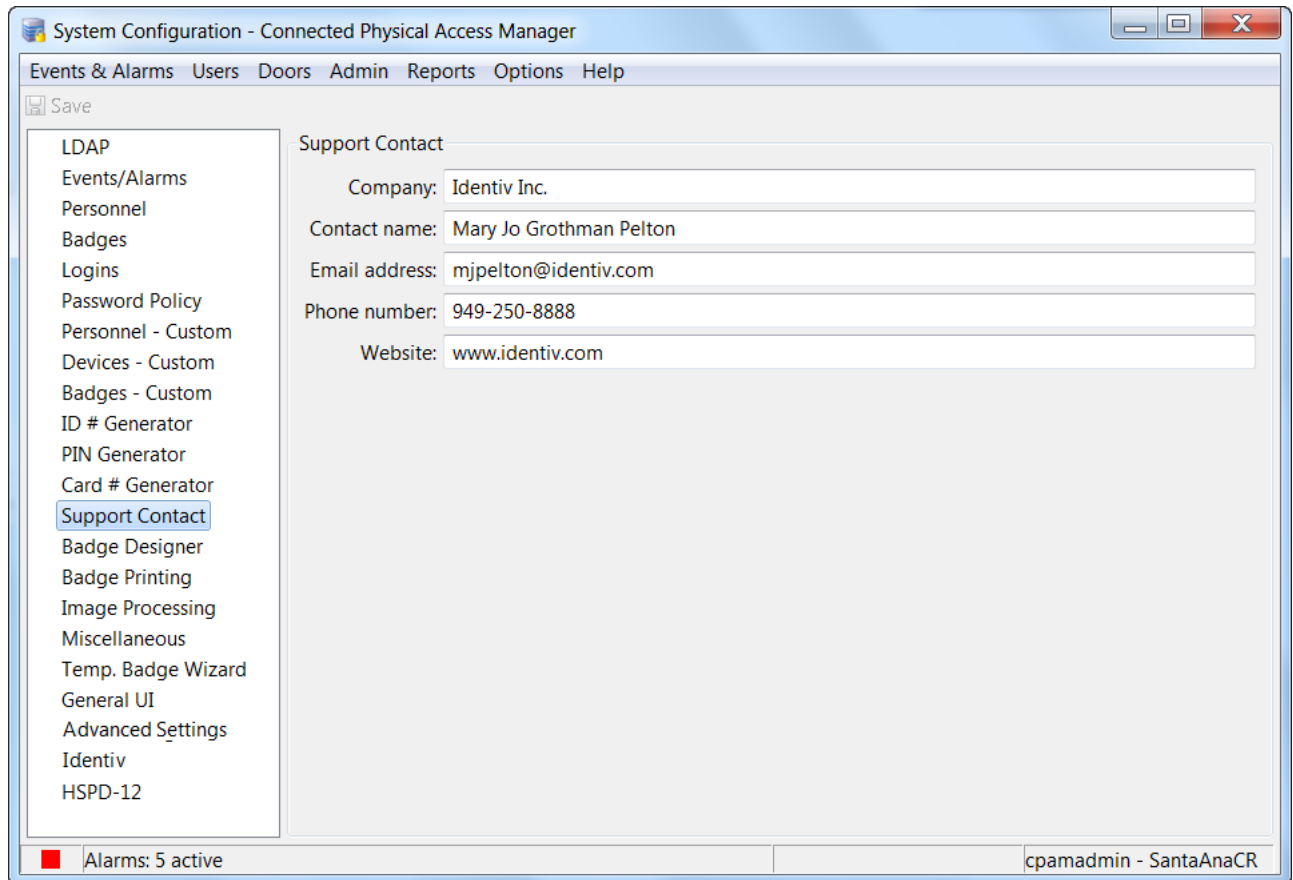 System Configuration - Connected Physical Access Manager
Events & Alarms Users Doors Admin Reports Options Help
Save
LDAP
Events/Alarms
Personnel
Badges
Logins
Password Policy
Personnel - Custom
Devices - Custom
Badges - Custom
ID # Generator
PIN Generator
Card # Generator
Support Contact
Badge Designer
Badge Printing
Image Processing
Miscellaneous
Temp. Badge Wizard
General UI
Advanced Settings
Identiv
HSPD-12
Support Contact
Company: Identiv Inc.
Contact name: Mary Jo Grothman Pelton
Email address: mjpelton@identiv.com
Phone number: 949-250-8888
Website: www.identiv.com
Alarms: 5 active
cpamadmin - SantaAnaCR